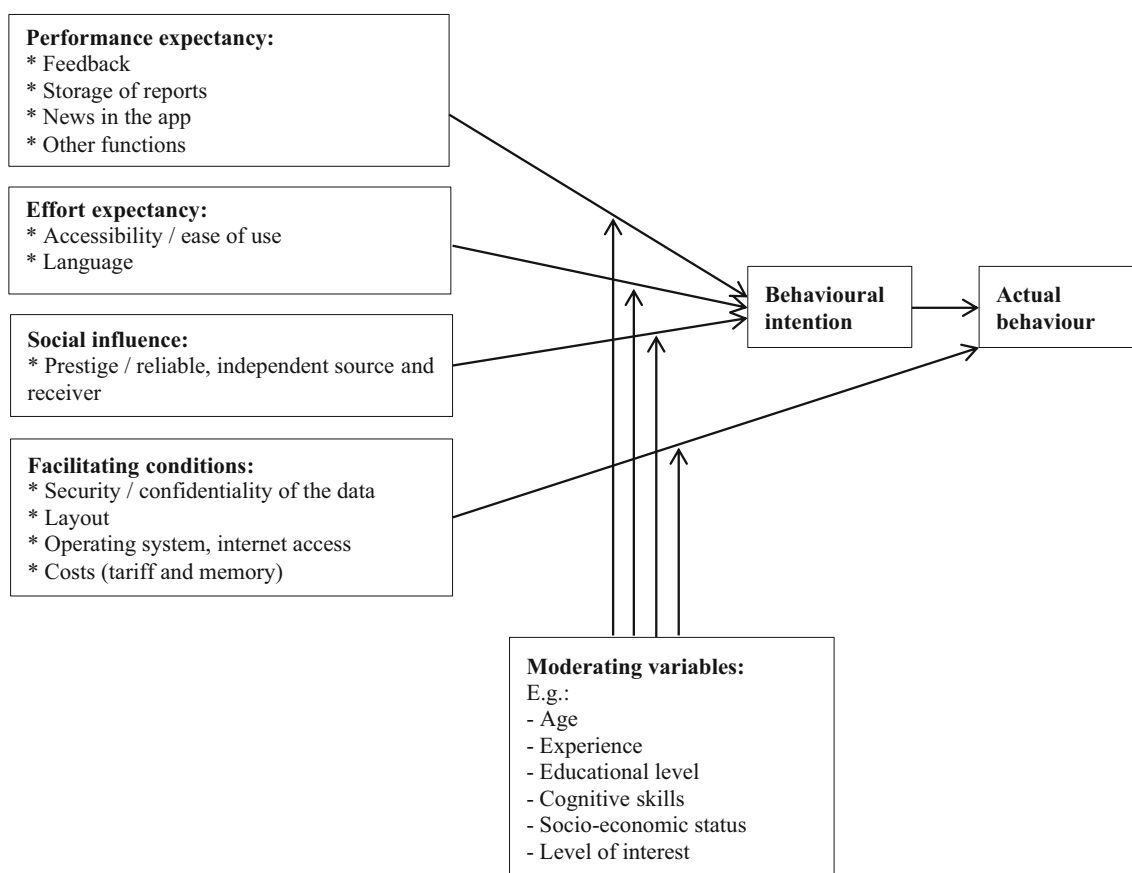 Performance expectancy:
* Feedback
* Storage of reports
* News in the app
* Other functions
Effort expectancy:
* Accessibility / ease of use
* Language
Social influence:
* Prestige / reliable, independent source and
receiver
Facilitating conditions:
* Security / confidentiality of the data
* Layout
* Operating system, internet access
* Costs (tariff and memory)
Behavioural
intention
Actual
behaviour
Moderating variables:
E.g.:
- Age
- Experience
- Educational level
- Cognitive skills
- Socio-economic status
- Level of interest